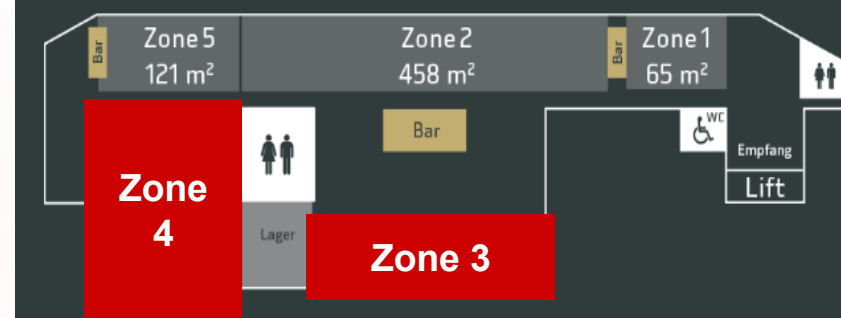 Bar
Zone 5
121 m²
Zone 2
458 m²
Bar
Zone 1
65 m²
Bar
WC
Empfang
Lift
Zone
4
Lager
Zone 3